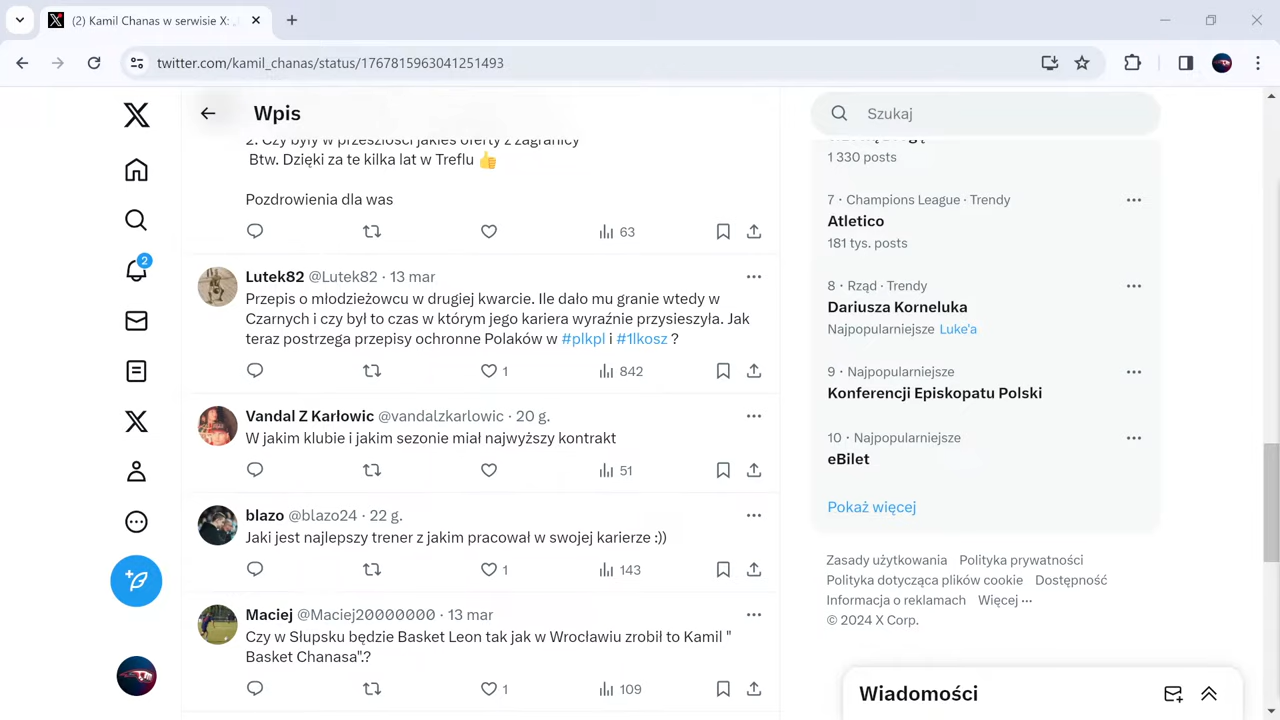 (2) Kamil Chanas w serwisie X: „
twitter.com/kamil_chanas/status/1767815963041251493
Wpis
2. Czy były w przeszłości jakieś oferty z zagranicy
Btw. Dzięki za te kilka lat w Treflu 👍
Pozdrowienia dla was
63
Lutek82 @Lutek82 · 13 mar
Przepis o młodzieżowcu w drugiej kwarcie. Ile dało mu granie wtedy w
Czarnych i czy był to czas w którym jego kariera wyraźnie przysieszyla. Jak
teraz postrzega przepisy ochronne Polaków w #plkpl i #1lkosz ?
1 842
Vandal Z Karłowic @vandalzkarlowic · 20 g.
W jakim klubie i jakim sezonie miał najwyższy kontrakt
51
blazo @blazo24 · 22 g.
Jaki jest najlepszy trener z jakim pracował w swojej karierze :))
1 143
Maciej @Maciej20000000 · 13 mar
Czy w Słupsku będzie Basket Leon tak jak w Wrocławiu zrobił to Kamil "
Basket Chanasa".?
1 109
2
Szukaj
1 330 posts
7 · Champions League · Trendy
Atletico
181 tys. posts
8 · Rząd · Trendy
Dariusza Korneluka
Najpopularniejsze Luke'a
9 · Najpopularniejsze
Konferencji Episkopatu Polski
10 · Najpopularniejsze
eBilet
Pokaż więcej
Zasady użytkowania Polityka prywatności
Polityka dotycząca plików cookie Dostępność
Informacja o reklamach Więcej ···
© 2024 X Corp.
Wiadomości